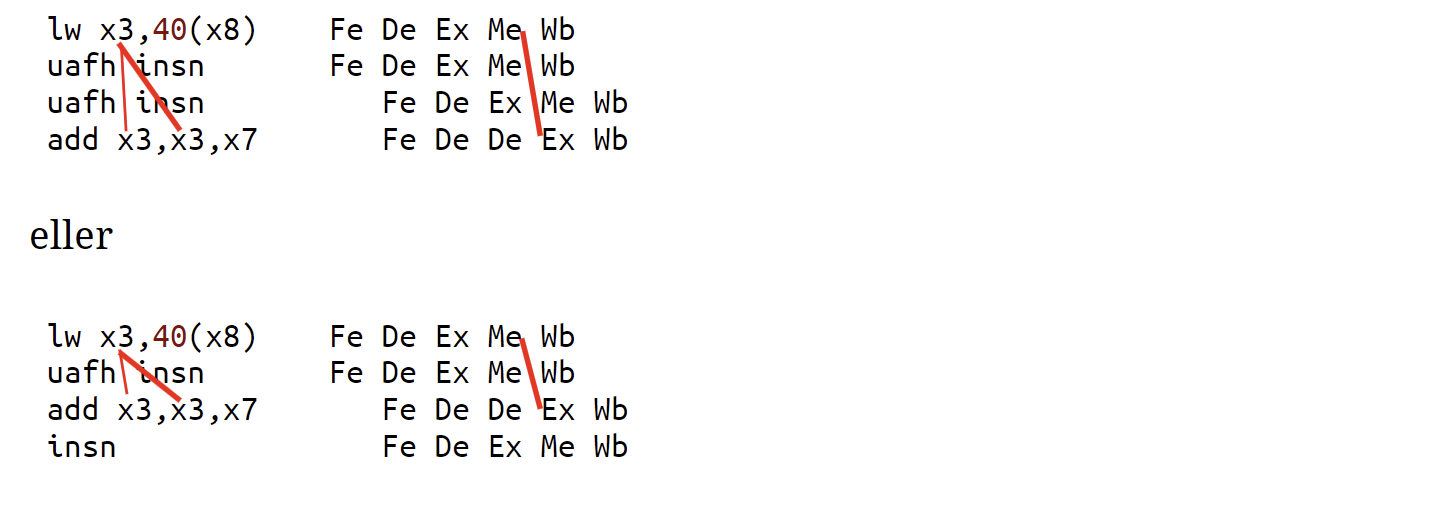 lw x3,40(x8) Fe De Ex Me Wb
uafh insn Fe De Ex Me Wb
uafh insn Fe De Ex Me Wb
add x3,x3,x7 Fe De De Ex Wb
eller
lw x3,40(x8) Fe De Ex Me Wb
uafh insn Fe De Ex Me Wb
add x3,x3,x7 Fe De De Ex Wb
insn Fe De Ex Me Wb